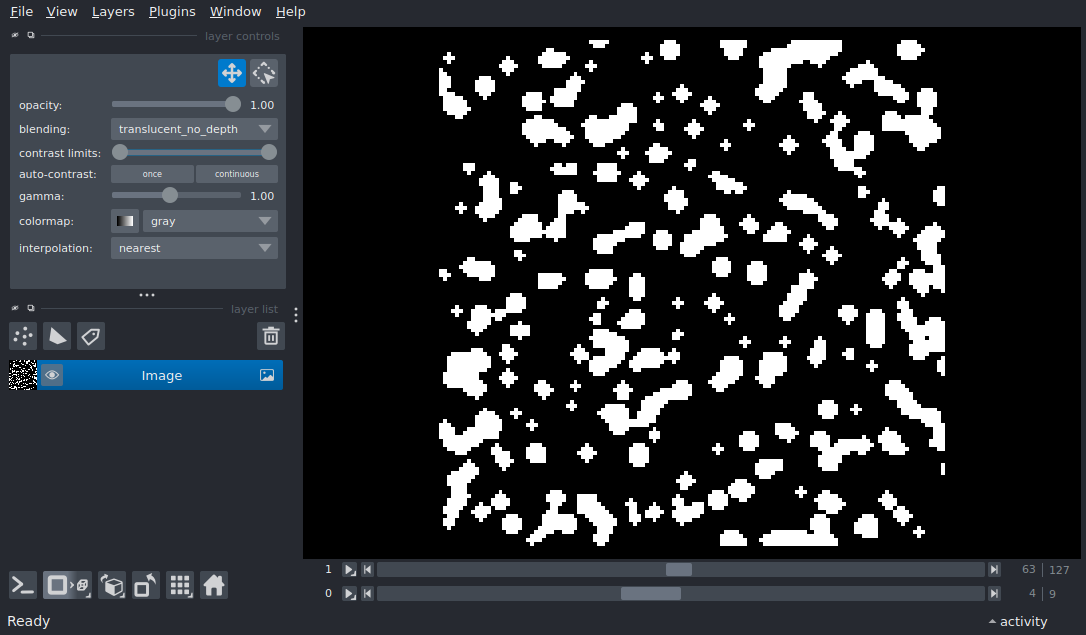 File View Layers Plugins Window Help
layer controls
opacity: 1.00
blending: translucent_no_depth
contrast limits:
auto-contrast: once continuous
gamma: 1.00
colormap: gray
interpolation: nearest
layer list
Image
1 63 127
0 4 9
Ready activity